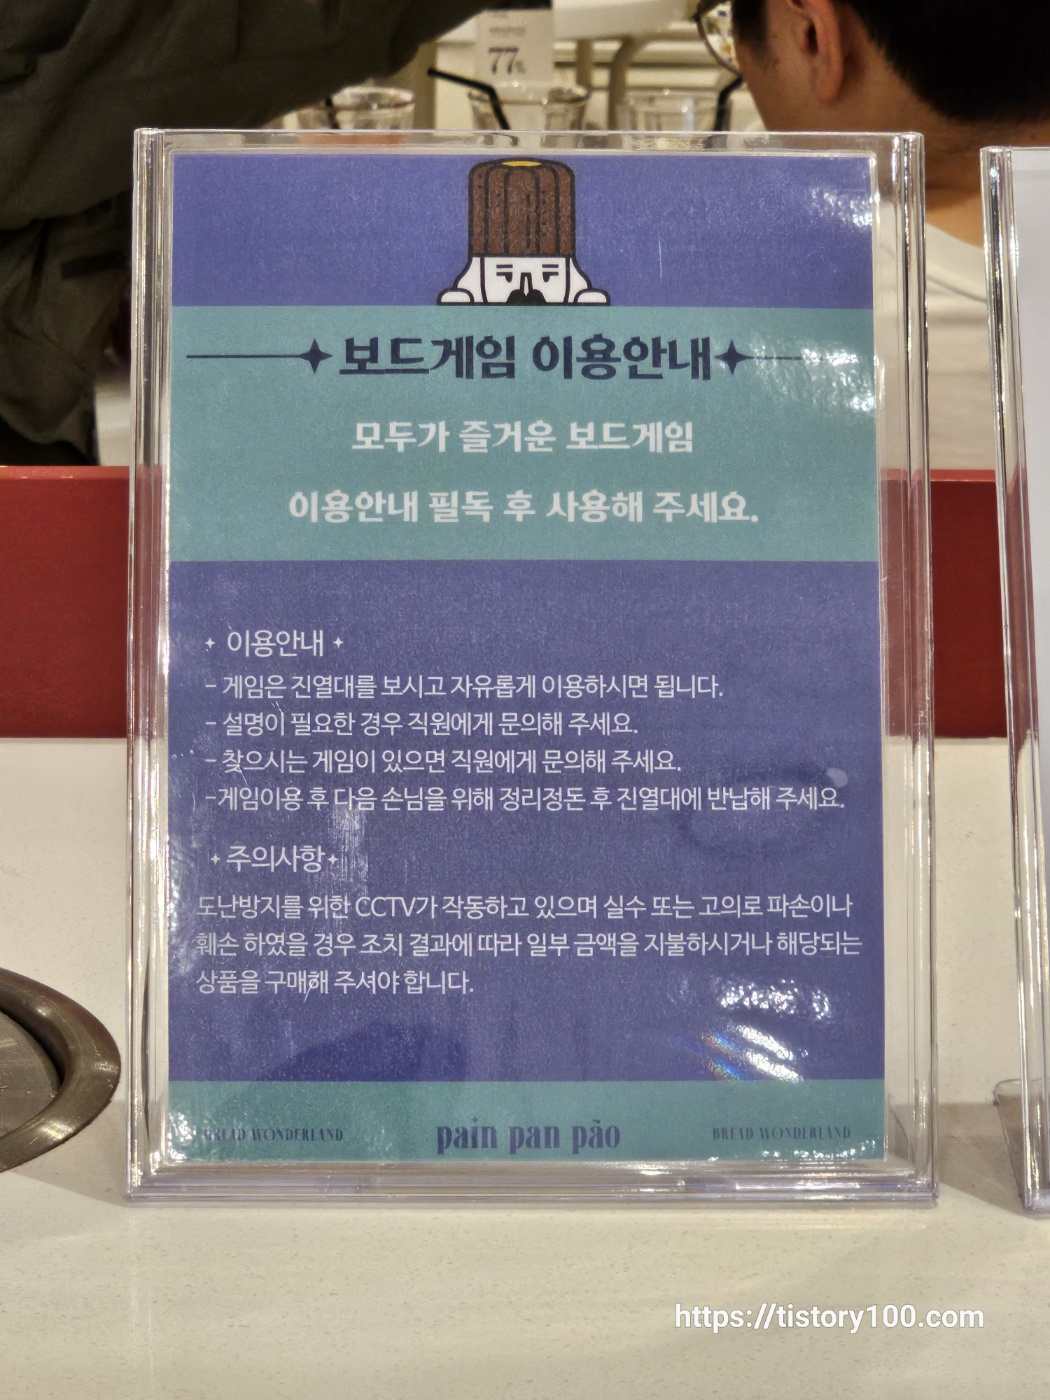 77%
보드게임 이용안내
모두가 즐거운 보드게임
이용안내 필독 후 사용해 주세요.
이용안내
- 게임은 진열대를 보시고 자유롭게 이용하시면 됩니다.
- 설명이 필요한 경우 직원에게 문의해 주세요.
- 찾으시는 게임이 있으면 직원에게 문의해 주세요.
-게임이용 후 다음 손님을 위해 정리정돈 후 진열대에 반납해 주세요.
주의사항
도난방지를 위한 CCTV가 작동하고 있으며 실수 또는 고의로 파손이나
훼손 하였을 경우 조치 결과에 따라 일부 금액을 지불하시거나 해당되는
상품을 구매해 주셔야 합니다.
BREAD WONDERLAND pain pan pão BREAD WONDERLAND
https://tistory100.com